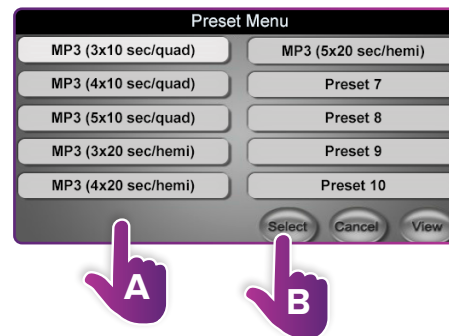 Preset Menu
MP3 (3x10 sec/quad) MP3 (5x20 sec/hemi)
MP3 (4x10 sec/quad) Preset 7
MP3 (5x10 sec/quad) Preset 8
MP3 (3x20 sec/hemi) Preset 9
MP3 (4x20 sec/hemi) Preset 10
Select Cancel View
A B